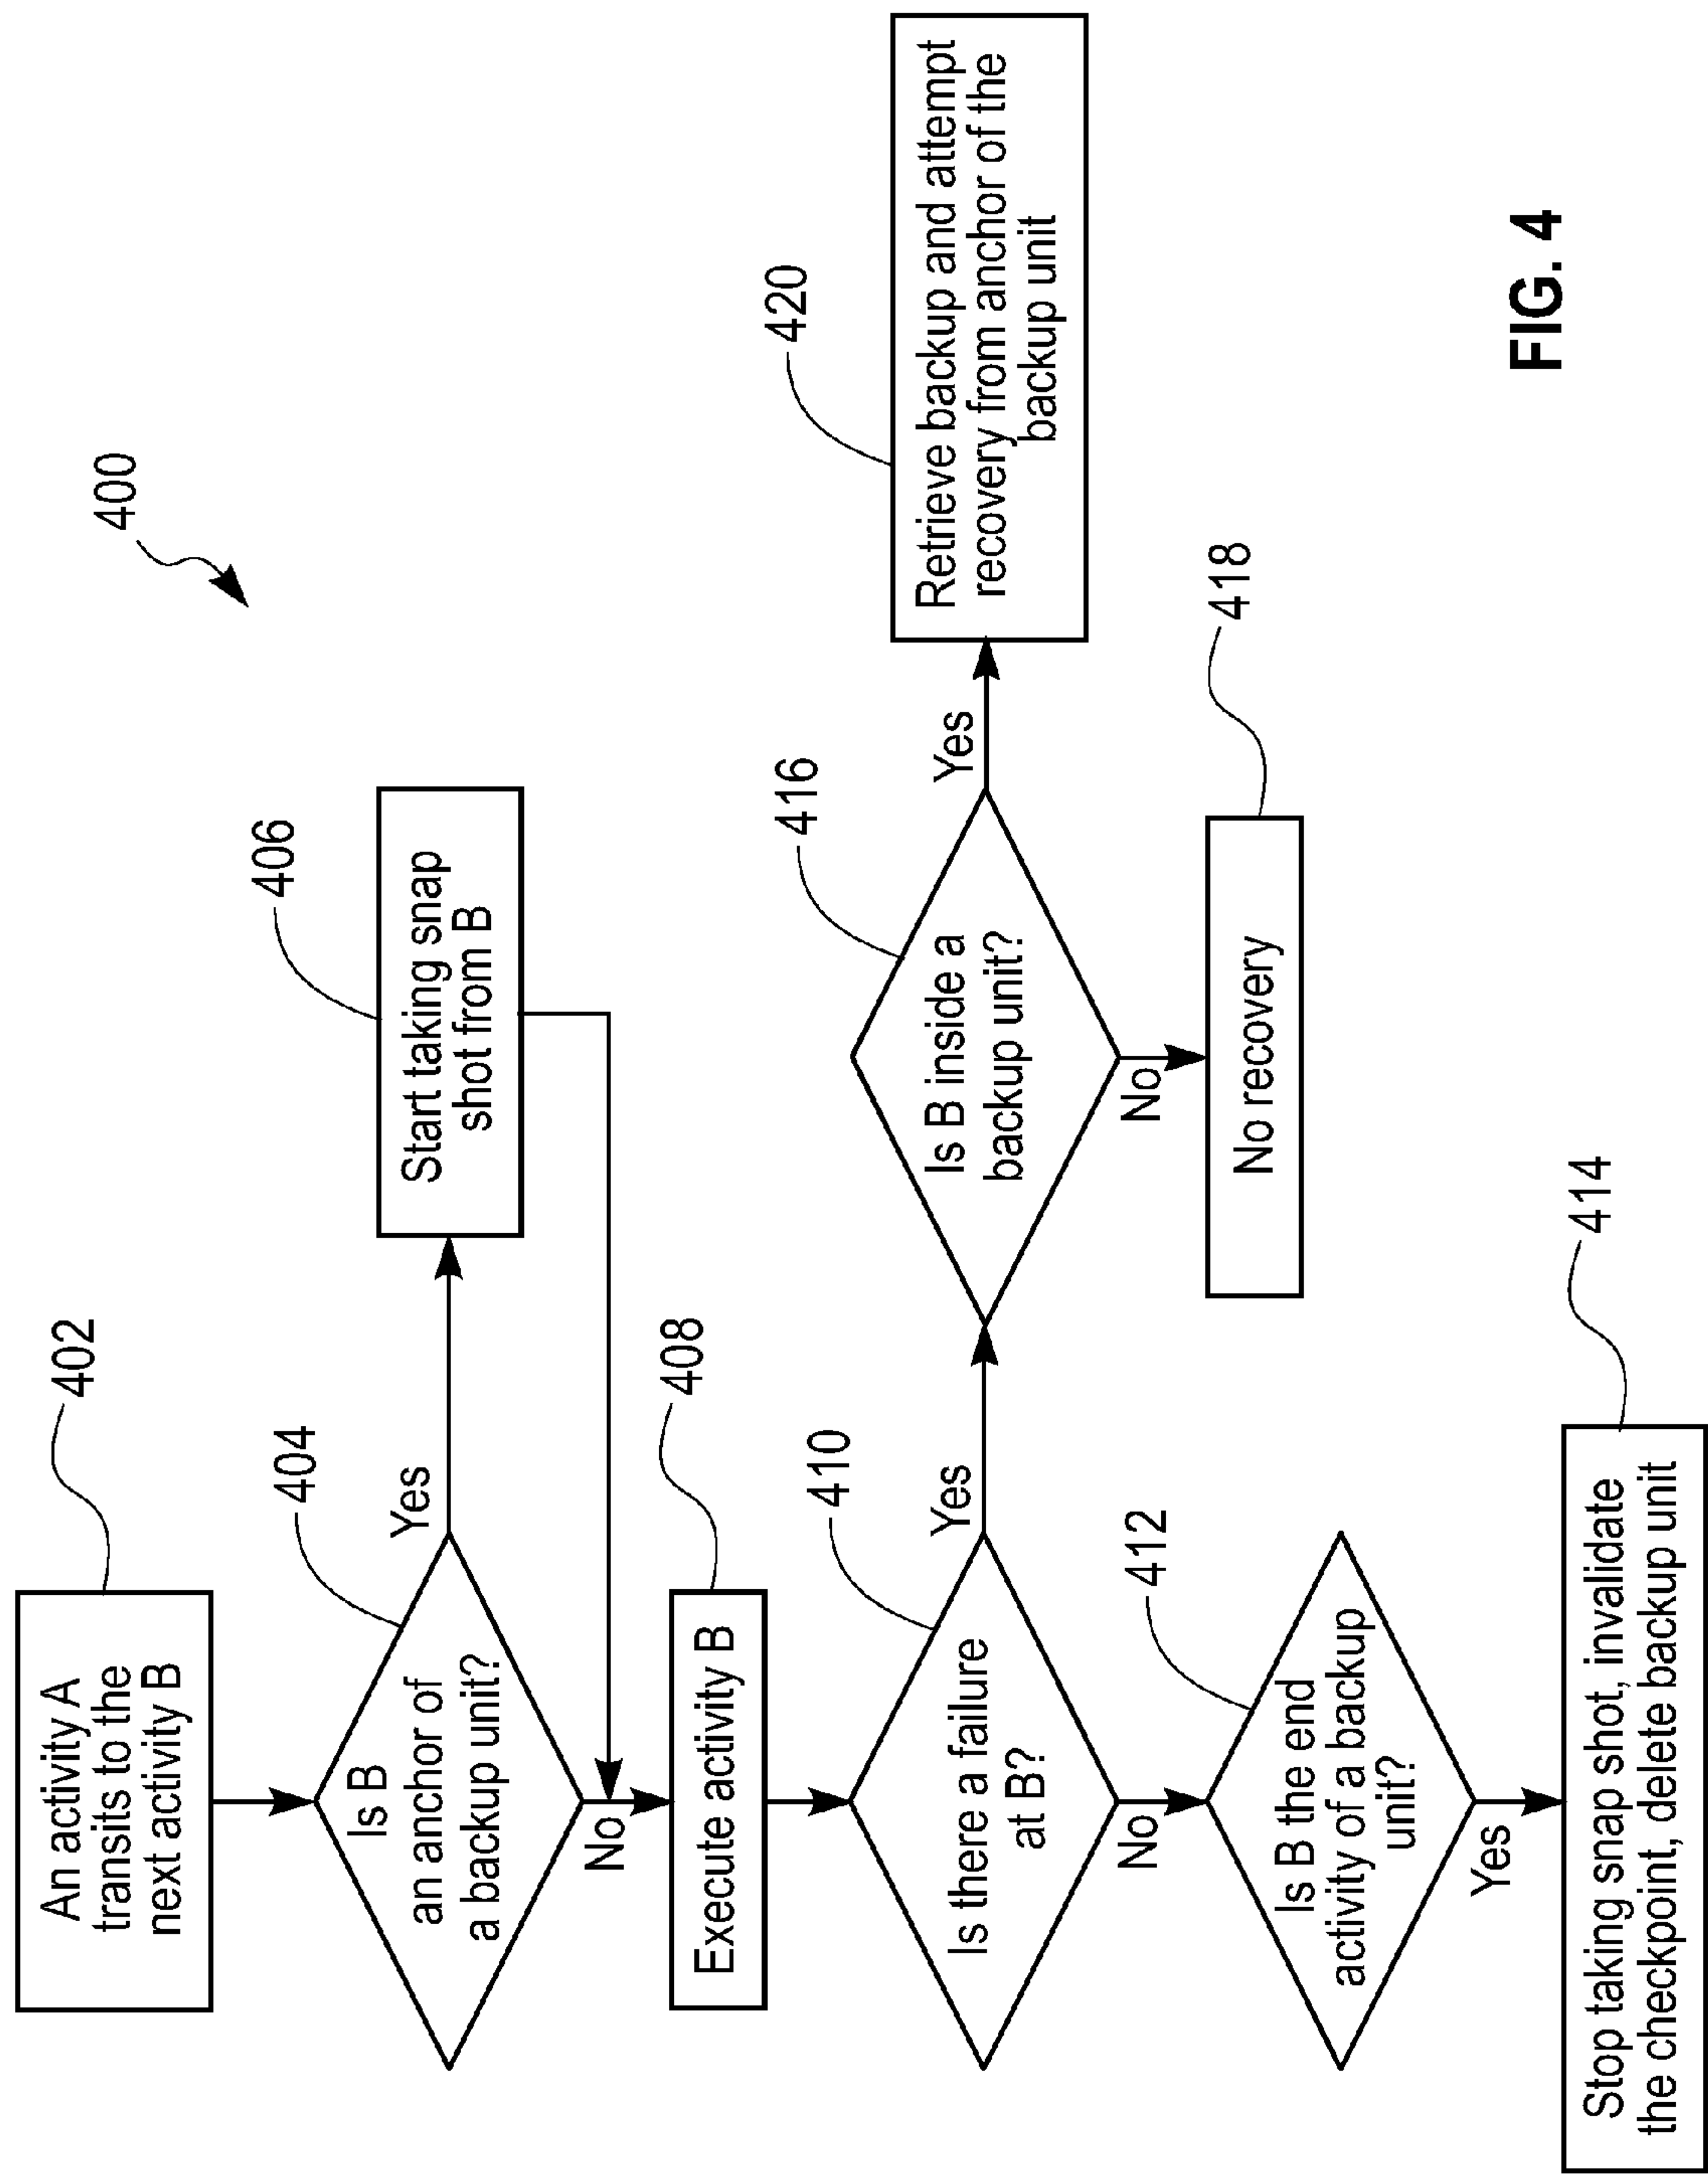 400
402
An activity A
transits to the
next activity B
404
Is B
an anchor of
a backup unit?
Yes
406
Start taking snap
shot from B
No
408
Execute activity B
410
Is there a failure
at B?
Yes
416
Is B inside a
backup unit?
Yes
420
Retrieve backup and attempt
recovery from anchor of the
backup unit
No
418
No recovery
No
412
Is B the end
activity of a backup
unit?
Yes
414
Stop taking snap shot, invalidate
the checkpoint, delete backup unit
FIG. 4